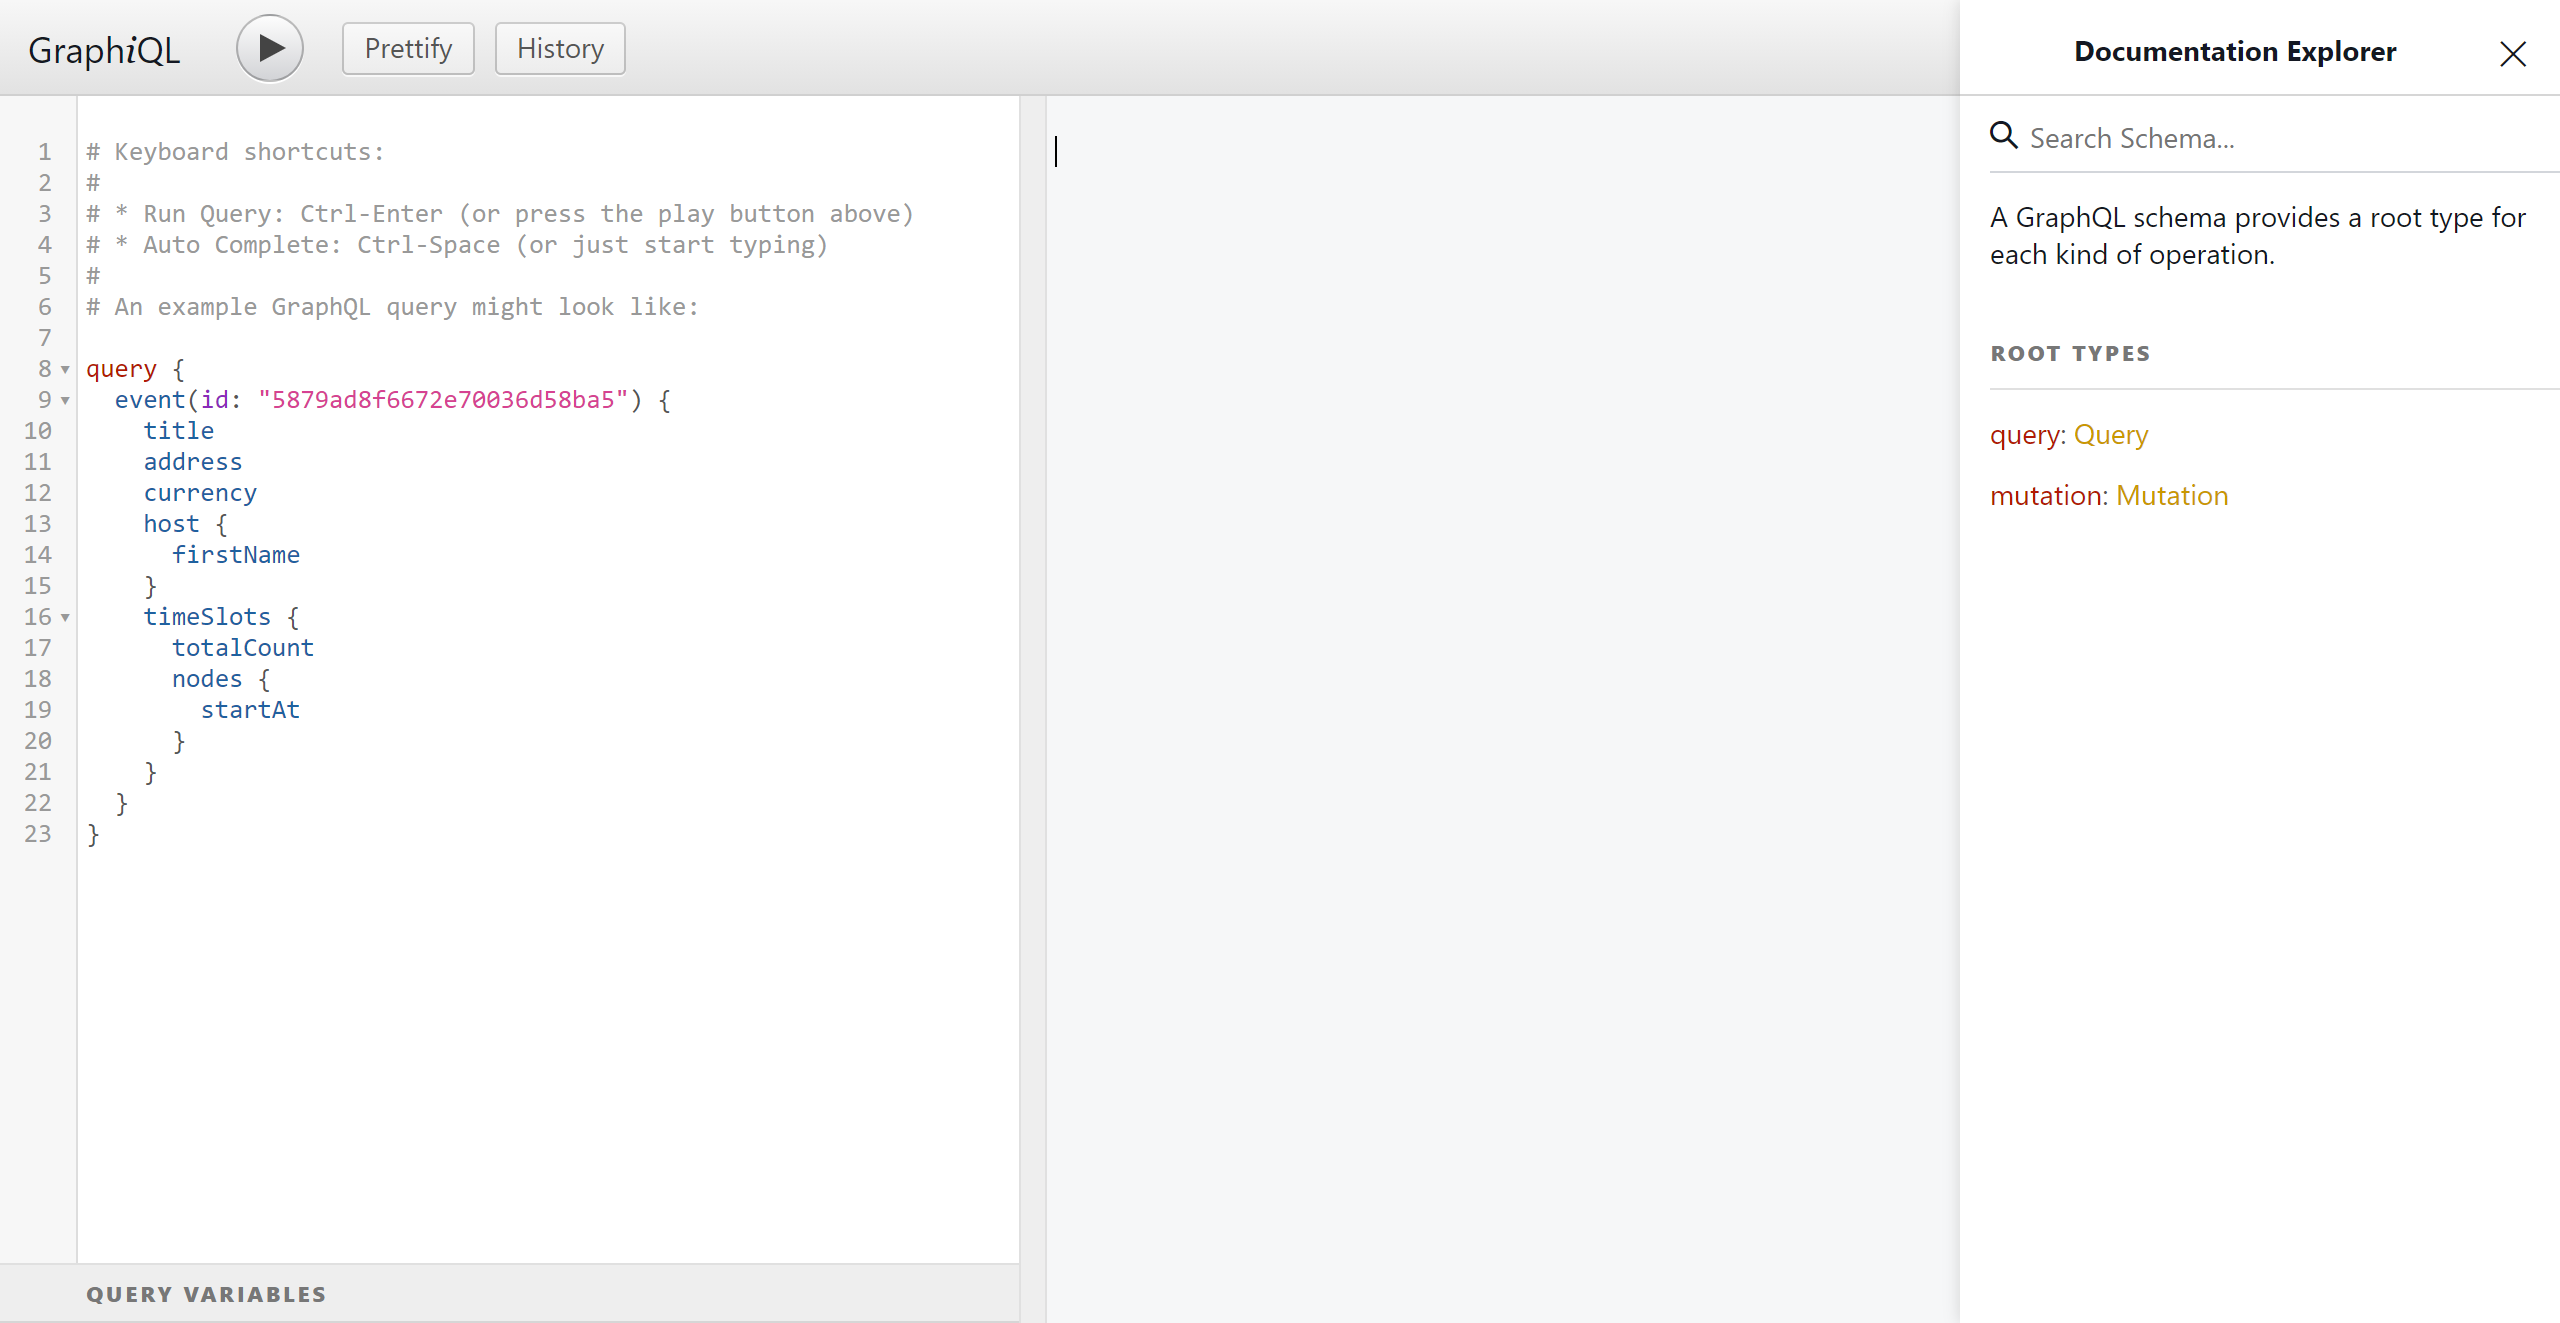 GraphiQL
Prettify
History
1 # Keyboard shortcuts:
2 #
3 # * Run Query: Ctrl-Enter (or press the play button above)
4 # * Auto Complete: Ctrl-Space (or just start typing)
5 #
6 # An example GraphQL query might look like:
7
8 query {
9   event(id: "5879ad8f6672e70036d58ba5") {
10     title
11     address
12     currency
13     host {
14       firstName
15     }
16     timeSlots {
17       totalCount
18       nodes {
19         startAt
20       }
21     }
22   }
23 }
QUERY VARIABLES
Documentation Explorer
Search Schema...
A GraphQL schema provides a root type for
each kind of operation.
ROOT TYPES
query: Query
mutation: Mutation